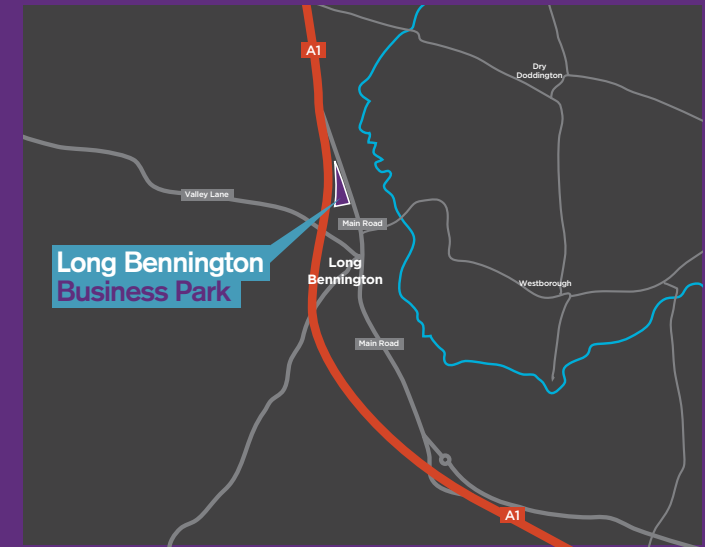 A1
Dry
Doddington
Valley Lane
Main Road
Long Bennington
Business Park
Long
Bennington
Westborough
Main Road
A1